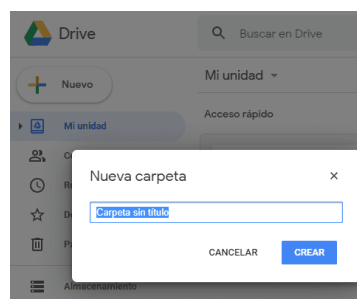 Drive
Buscar en Drive
Nuevo
Mi unidad
Mi unidad
Acceso rápido
Nueva carpeta
Carpeta sin título
CANCELAR
CREAR
Almacenamiento